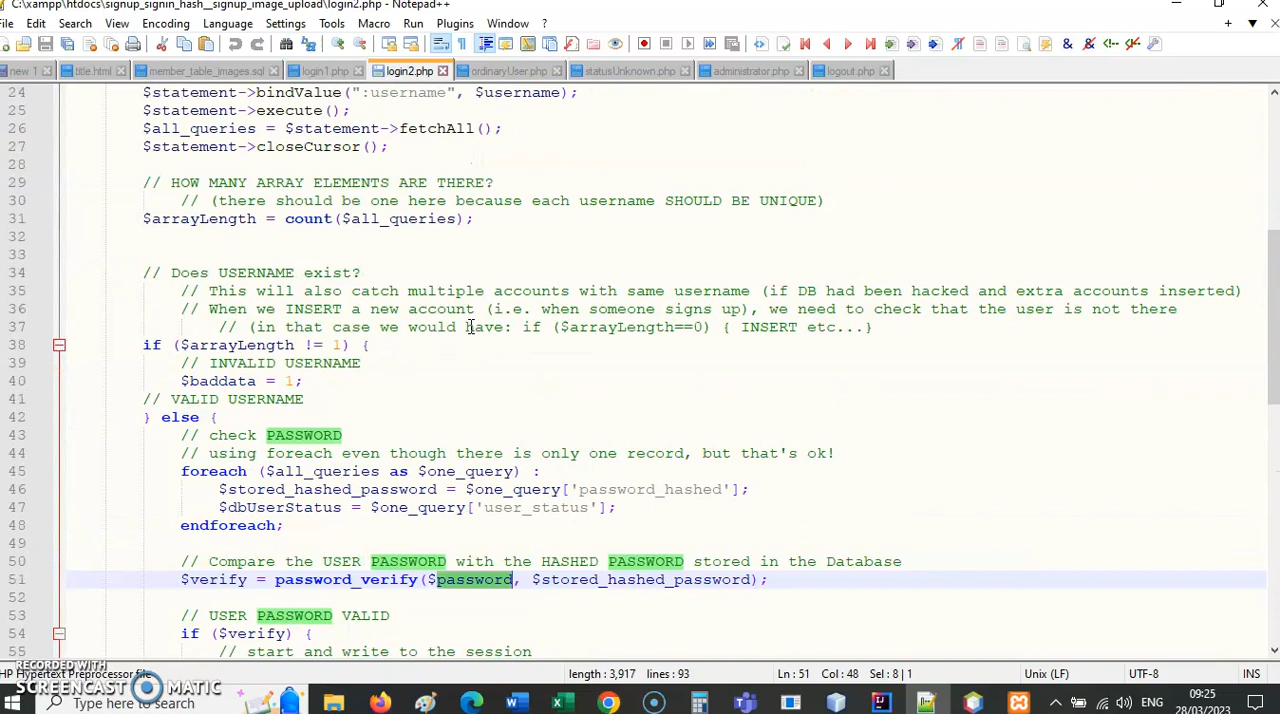 C:\xampp\htdocs\signup_signin_hash__signup_image_upload\login2.php - Notepad++
File Edit Search View Encoding Language Settings Tools Macro Run Plugins Window ?
new 1 title.html member_table_images.sql login1.php login2.php ordinaryUser.php statusUnknown.php administrator.php logout.php
24 $statement->bindValue(":username", $username);
25 $statement->execute();
26 $all_queries = $statement->fetchAll();
27 $statement->closeCursor();
28
29 // HOW MANY ARRAY ELEMENTS ARE THERE?
30 // (there should be one here because each username SHOULD BE UNIQUE)
31 $arrayLength = count($all_queries);
32
33
34 // Does USERNAME exist?
35 // This will also catch multiple accounts with same username (if DB had been hacked and extra accounts inserted)
36 // When we INSERT a new account (i.e. when someone signs up), we need to check that the user is not there
37 // (in that case we would have: if ($arrayLength==0) { INSERT etc...}
38 if ($arrayLength != 1) {
39 // INVALID USERNAME
40 $baddata = 1;
41 // VALID USERNAME
42 } else {
43 // check PASSWORD
44 // using foreach even though there is only one record, but that's ok!
45 foreach ($all_queries as $one_query) :
46 $stored_hashed_password = $one_query['password_hashed'];
47 $dbUserStatus = $one_query['user_status'];
48 endforeach;
49
50 // Compare the USER PASSWORD with the HASHED PASSWORD stored in the Database
51 $verify = password_verify($password, $stored_hashed_password);
52
53 // USER PASSWORD VALID
54 if ($verify) {
55 // start and write to the session
HP Hypertext Preprocessor file length : 3,917 lines : 93 Ln : 51 Col : 48 Sel : 8 | 1 Unix (LF) UTF-8 INS
RECORDED WITH
SCREENCAST MATIC
Type here to search
ENG
09:25
28/03/2023